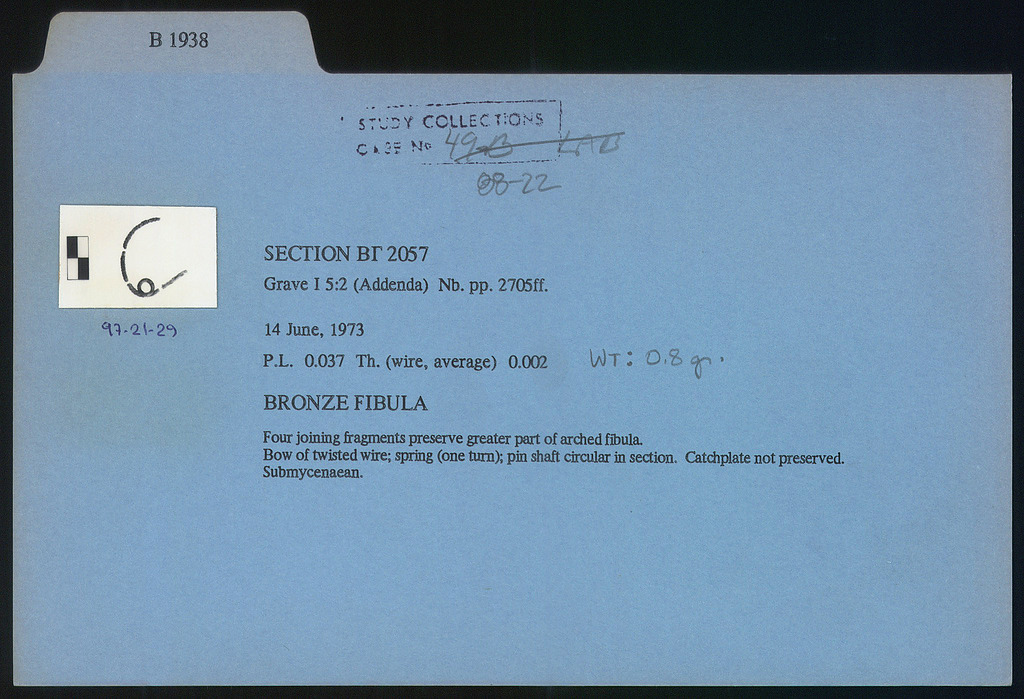 B 1938
STUDY COLLECTIONS
CASE No 49
08-22
97-21-29
SECTION ΒΓ 2057
Grave I 5:2 (Addenda) Nb. pp. 2705ff.
14 June, 1973
P.L. 0.037 Th. (wire, average) 0.002 WT: 0.8 gr.
BRONZE FIBULA
Four joining fragments preserve greater part of arched fibula.
Bow of twisted wire; spring (one turn); pin shaft circular in section. Catchplate not preserved.
Submycenaean.